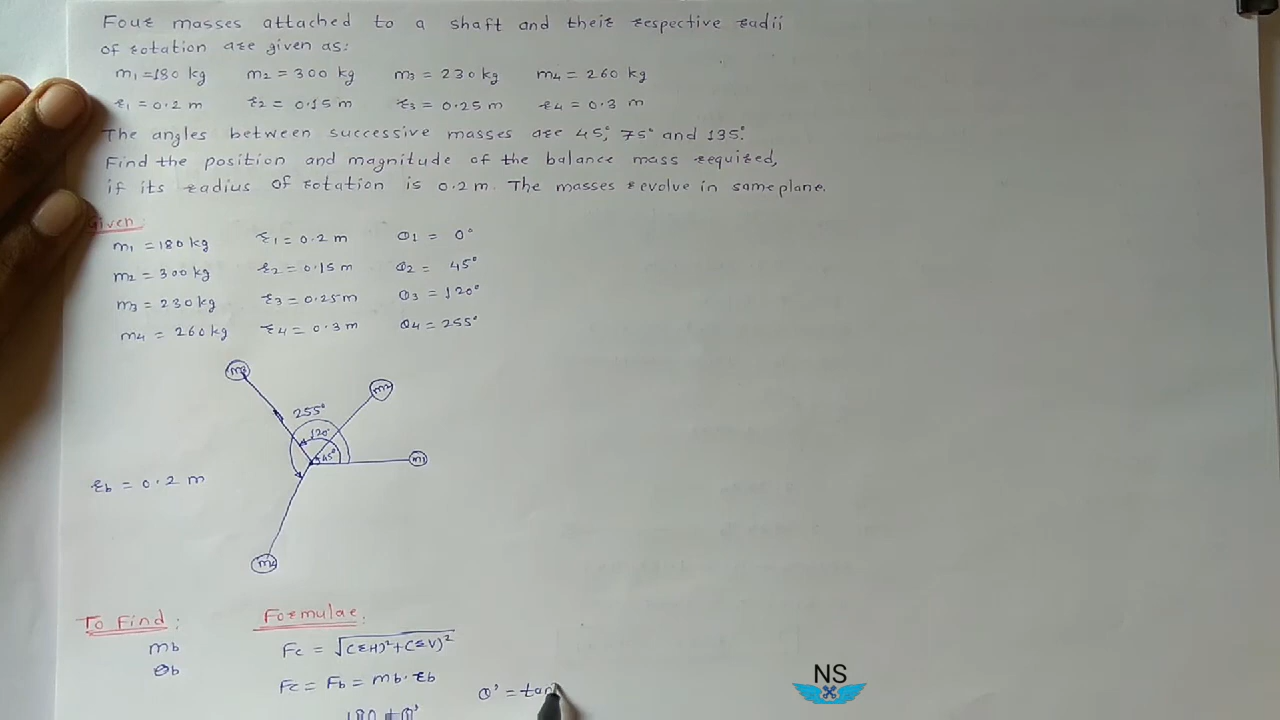 Four masses attached to a shaft and their respective radii
of rotation are given as:
m1 = 180 kg m2 = 300 kg m3 = 230 kg m4 = 260 kg
r1 = 0.2 m r2 = 0.15 m r3 = 0.25 m r4 = 0.3 m
The angles between successive masses are 45°, 75° and 135°.
Find the position and magnitude of the balance mass required,
if its radius of rotation is 0.2 m. The masses revolve in same plane.
Given:
m1 = 180 kg r1 = 0.2 m θ1 = 0°
m2 = 300 kg r2 = 0.15 m θ2 = 45°
m3 = 230 kg r3 = 0.25 m θ3 = 120°
m4 = 260 kg r4 = 0.3 m θ4 = 255°
m3
m2
255°
120°
45°
m1
rb = 0.2 m
m4
To Find: Formulae:
mb Fc = √(ΣH)²+(ΣV)²
θb
Fc = Fb = mb.rb
θ' = tan
180 + θ'
NS